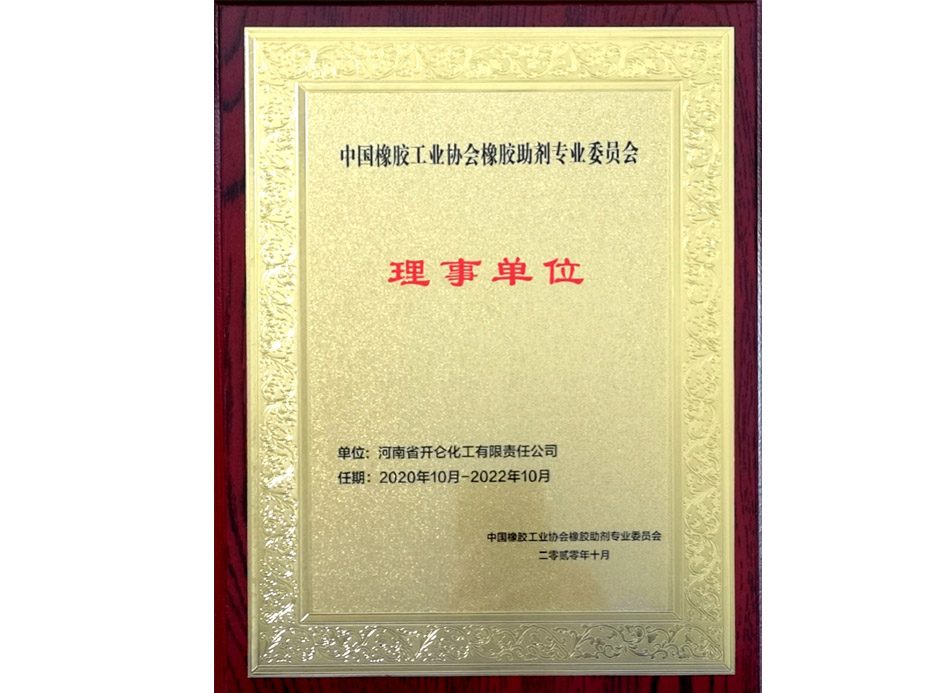 中国橡胶工业协会橡胶助剂专业委员会
理事单位
单位：河南省开仑化工有限责任公司
任期：2020年10月-2022年10月
中国橡胶工业协会橡胶助剂专业委员会
二零贰零年十月